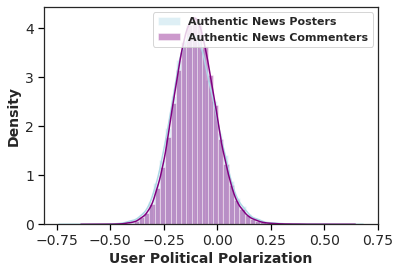 Authentic News Posters
Authentic News Commenters
Density
4
3
2
1
0
−0.75 −0.50 −0.25 0.00 0.25 0.50 0.75
User Political Polarization